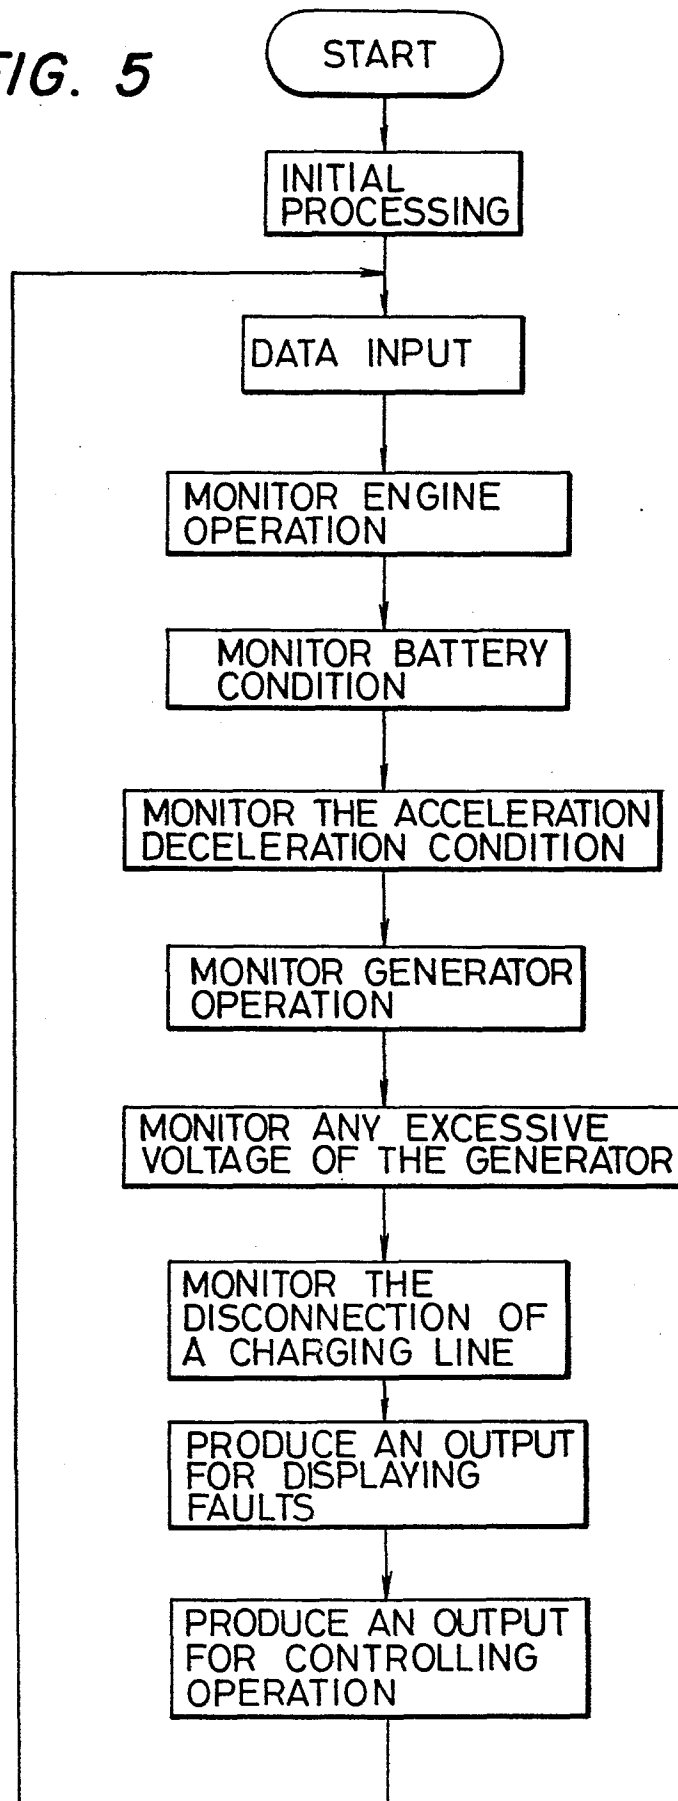 FIG. 5
START
INITIAL
PROCESSING
DATA INPUT
MONITOR ENGINE
OPERATION
MONITOR BATTERY
CONDITION
MONITOR THE ACCELERATION
DECELERATION CONDITION
MONITOR GENERATOR
OPERATION
MONITOR ANY EXCESSIVE
VOLTAGE OF THE GENERATOR
MONITOR THE
DISCONNECTION OF
A CHARGING LINE
PRODUCE AN OUTPUT
FOR DISPLAYING
FAULTS
PRODUCE AN OUTPUT
FOR CONTROLLING
OPERATION